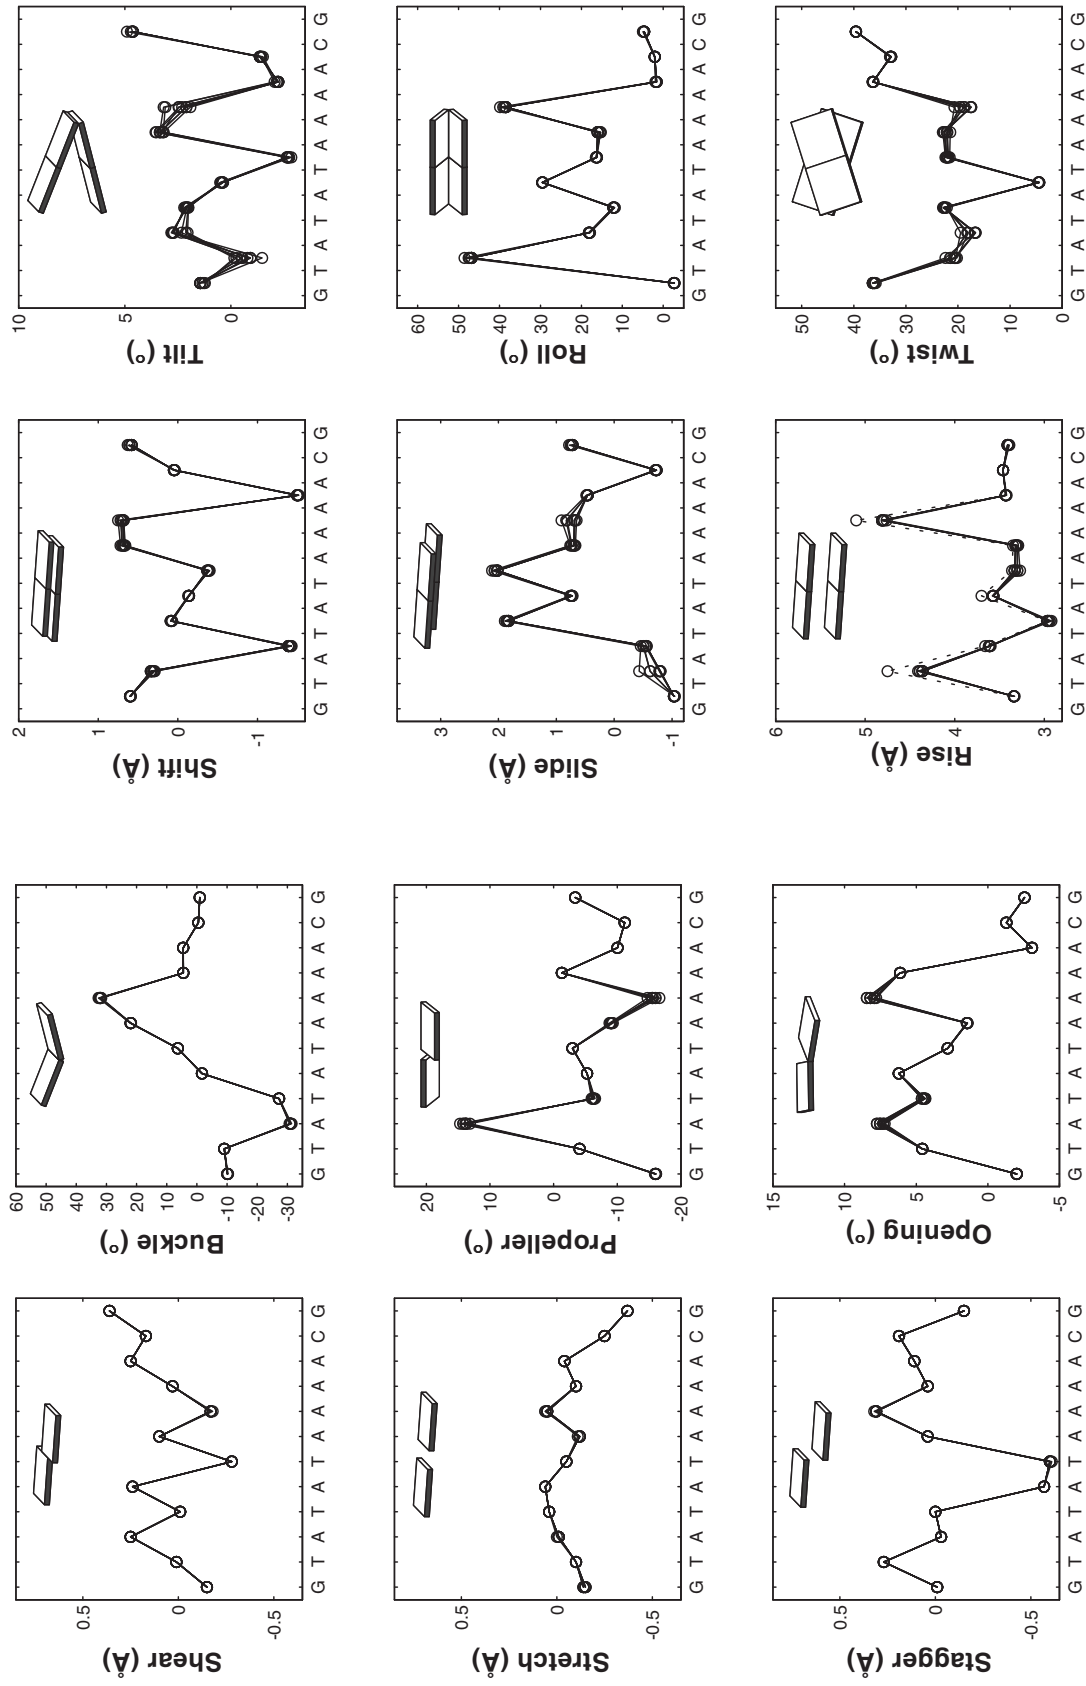 Shear (Å)
0.5
0
-0.5
G T A T A T A A A A C G
Buckle (°)
60
50
40
30
20
10
0
-10
-20
-30
G T A T A T A A A A C G
Shift (Å)
2
1
0
-1
G T A T A T A A A A C G
Tilt (°)
10
5
0
G T A T A T A A A A C G
Stretch (Å)
0.5
0
-0.5
G T A T A T A A A A C G
Propeller (°)
20
10
0
-10
-20
G T A T A T A A A A C G
Slide (Å)
3
2
1
0
-1
G T A T A T A A A A C G
Roll (°)
60
50
40
30
20
10
0
G T A T A T A A A A C G
Stagger (Å)
0.5
0
-0.5
G T A T A T A A A A C G
Opening (°)
15
10
5
0
-5
G T A T A T A A A A C G
Rise (Å)
6
5
4
3
G T A T A T A A A A C G
Twist (°)
50
40
30
20
10
0
G T A T A T A A A A C G